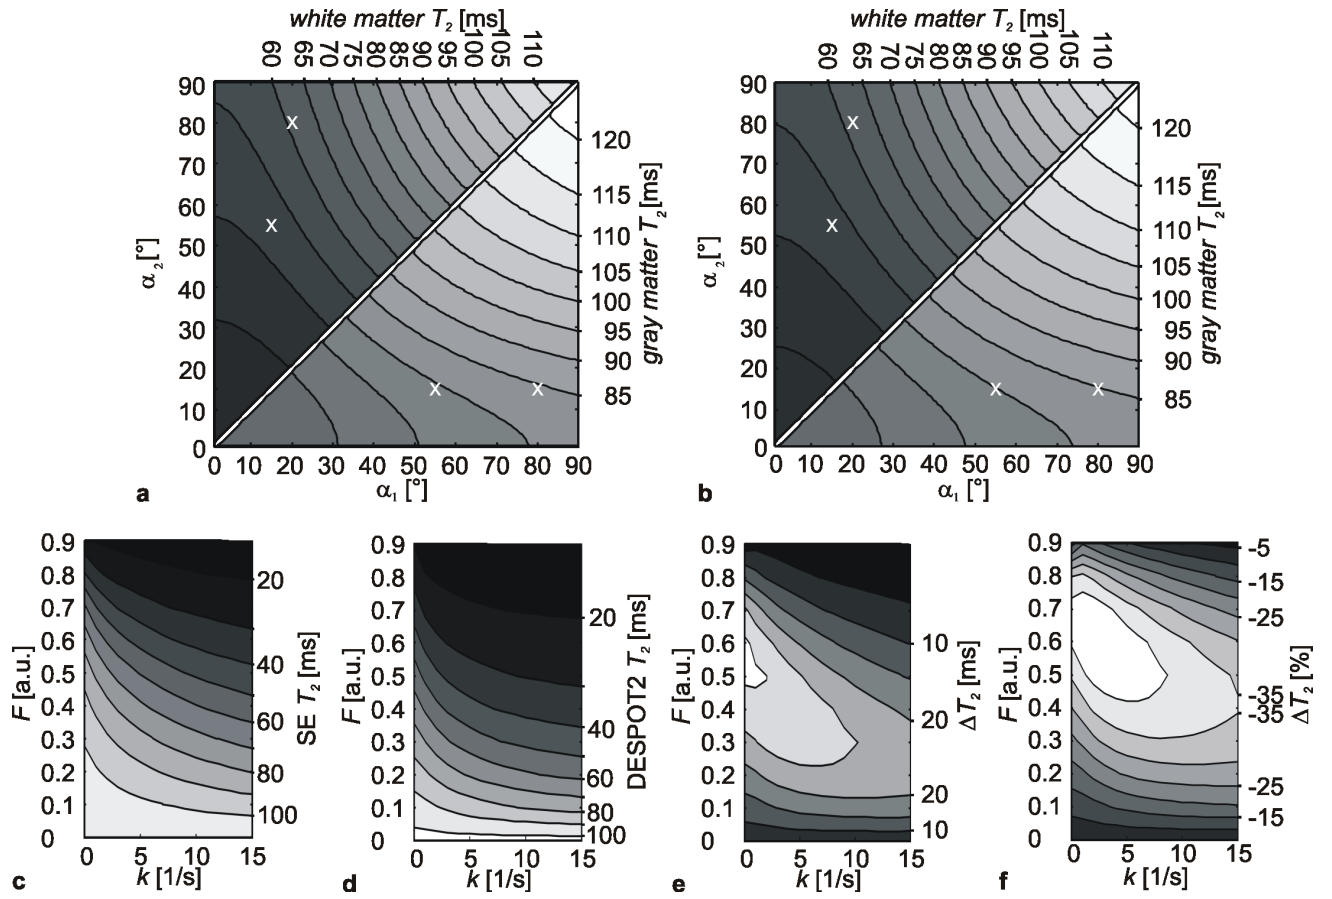 white matter T2 [ms]
60 65 70 75 80 85 90 95 100 105 110
90
80
70
60
50
40
30
20
10
0
α2 [°]
x
x
x
x
120
115
110
105
100
95
90
85
gray matter T2 [ms]
0 10 20 30 40 50 60 70 80 90
α1 [°]
a
white matter T2 [ms]
60 65 70 75 80 85 90 95 100 105 110
90
80
70
60
50
40
30
20
10
0
α2 [°]
x
x
x
x
120
115
110
105
100
95
90
85
gray matter T2 [ms]
0 10 20 30 40 50 60 70 80 90
α1 [°]
b
0.9
0.8
0.7
0.6
0.5
0.4
0.3
0.2
0.1
0
F [a.u.]
20
40
60
80
100
SE T2 [ms]
0 5 10 15
k [1/s]
c
0.9
0.8
0.7
0.6
0.5
0.4
0.3
0.2
0.1
0
F [a.u.]
20
40
60
80
100
DESPOT2 T2 [ms]
0 5 10 15
k [1/s]
d
0.9
0.8
0.7
0.6
0.5
0.4
0.3
0.2
0.1
0
F [a.u.]
10
20
20
10
ΔT2 [ms]
0 5 10 15
k [1/s]
e
0.9
0.8
0.7
0.6
0.5
0.4
0.3
0.2
0.1
0
F [a.u.]
-5
-15
-25
-35
-35
-25
-15
ΔT2 [%]
0 5 10 15
k [1/s]
f